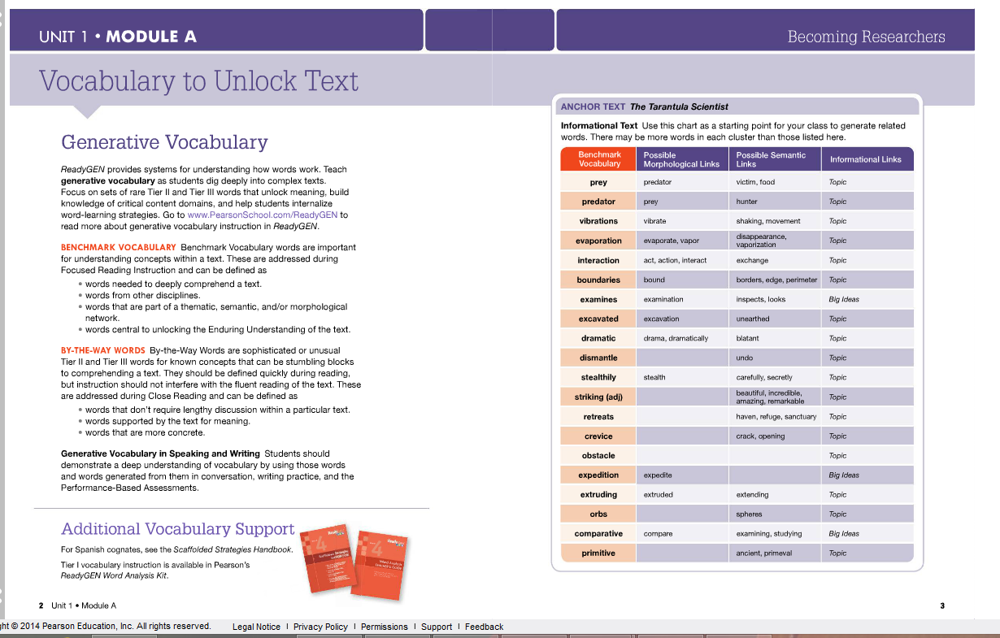 UNIT 1 • MODULE A
Becoming Researchers
Vocabulary to Unlock Text
Generative Vocabulary
ReadyGEN provides systems for understanding how words work. Teach
generative vocabulary as students dig deeply into complex texts.
Focus on sets of rare Tier II and Tier III words that unlock meaning, build
knowledge of critical content domains, and help students internalize
word-learning strategies. Go to www.PearsonSchool.com/ReadyGEN to
read more about generative vocabulary instruction in ReadyGEN.
BENCHMARK VOCABULARY Benchmark Vocabulary words are important
for understanding concepts within a text. These are addressed during
Focused Reading Instruction and can be defined as
• words needed to deeply comprehend a text.
• words from other disciplines.
• words that are part of a thematic, semantic, and/or morphological
network.
• words central to unlocking the Enduring Understanding of the text.
BY-THE-WAY WORDS By-the-Way Words are sophisticated or unusual
Tier II and Tier III words for known concepts that can be stumbling blocks
to comprehending a text. They should be defined quickly during reading,
but instruction should not interfere with the fluent reading of the text. These
are addressed during Close Reading and can be defined as
• words that don't require lengthy discussion within a particular text.
• words supported by the text for meaning.
• words that are more concrete.
Generative Vocabulary in Speaking and Writing Students should
demonstrate a deep understanding of vocabulary by using those words
and words generated from them in conversation, writing practice, and the
Performance-Based Assessments.
Additional Vocabulary Support
For Spanish cognates, see the Scaffolded Strategies Handbook.
Tier I vocabulary instruction is available in Pearson's
ReadyGEN Word Analysis Kit.
4
4
2 Unit 1 • Module A
ANCHOR TEXT The Tarantula Scientist
Informational Text Use this chart as a starting point for your class to generate related
words. There may be more words in each cluster than those listed here.
Benchmark Vocabulary Possible Morphological Links Possible Semantic Links Informational Links
prey predator victim, food Topic
predator prey hunter Topic
vibrations vibrate shaking, movement Topic
evaporation evaporate, vapor disappearance, vaporization Topic
interaction act, action, interact exchange Topic
boundaries bound borders, edge, perimeter Topic
examines examination inspects, looks Big Ideas
excavated excavation unearthed Topic
dramatic drama, dramatically blatant Topic
dismantle undo Topic
stealthily stealth carefully, secretly Topic
striking (adj) beautiful, incredible, amazing, remarkable Topic
retreats haven, refuge, sanctuary Topic
crevice crack, opening Topic
obstacle Topic
expedition expedite Big Ideas
extruding extruded extending Topic
orbs spheres Topic
comparative compare examining, studying Big Ideas
primitive ancient, primeval Topic
3
ght © 2014 Pearson Education, Inc. All rights reserved. Legal Notice | Privacy Policy | Permissions | Support | Feedback